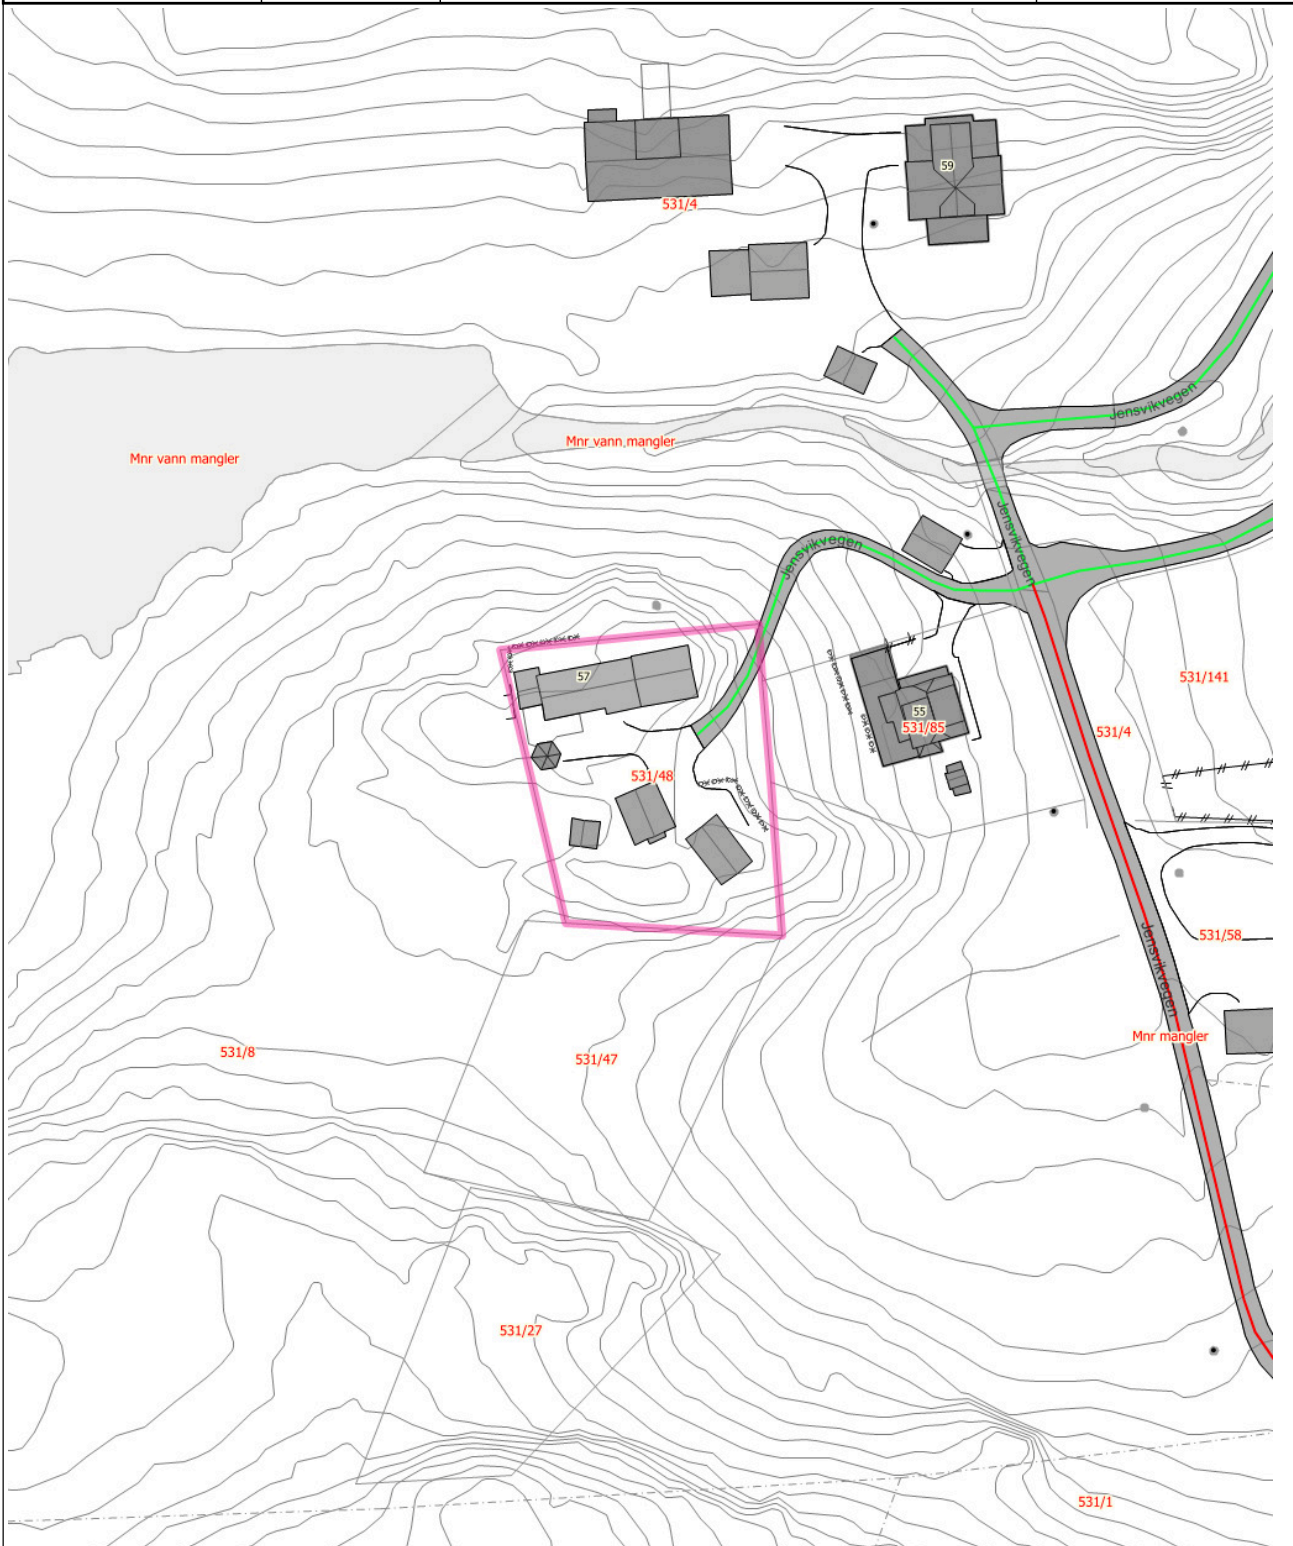 59
531/4
Jensvikvegen
Mnr vann mangler
Mnr vann mangler
Jensvikvegen
Jensvikvegen
57
531/141
55
531/85
531/4
531/48
Jensvikvegen
531/58
Mnr mangler
531/8
531/47
531/27
531/1